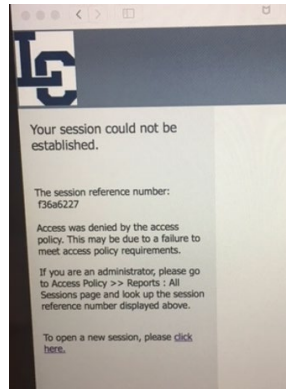 LC
Your session could not be
established.
The session reference number:
f36a6227
Access was denied by the access
policy. This may be due to a failure to
meet access policy requirements.
If you are an administrator, please go
to Access Policy >> Reports : All
Sessions page and look up the session
reference number displayed above.
To open a new session, please click
here.